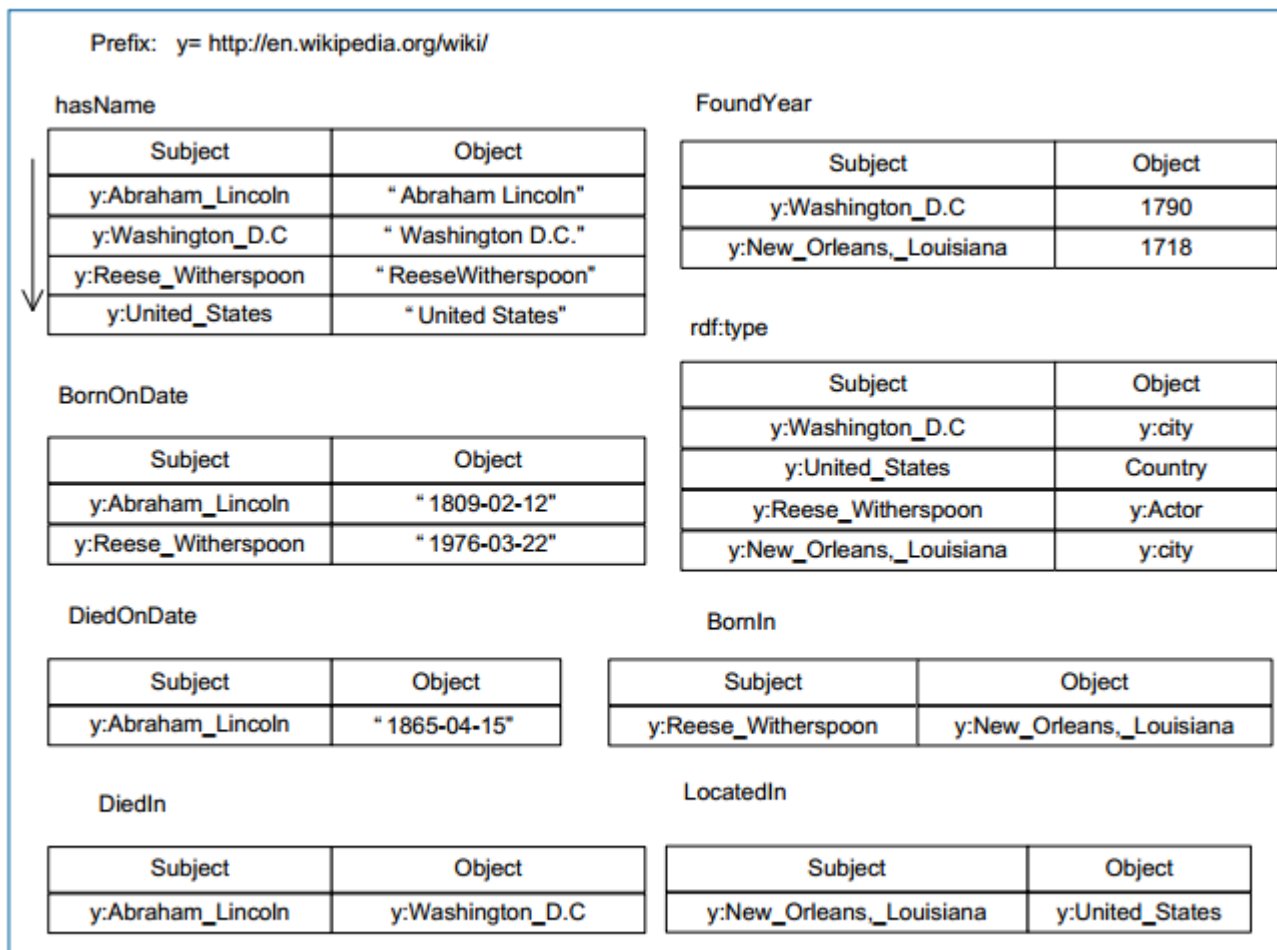 Prefix: y= http://en.wikipedia.org/wiki/
hasName
Subject Object
y:Abraham_Lincoln “Abraham Lincoln”
y:Washington_D.C “ Washington D.C.”
y:Reese_Witherspoon “ReeseWitherspoon”
y:United_States “United States”
FoundYear
Subject Object
y:Washington_D.C 1790
y:New_Orleans,_Louisiana 1718
rdf:type
Subject Object
y:Washington_D.C y:city
y:United_States Country
y:Reese_Witherspoon y:Actor
y:New_Orleans,_Louisiana y:city
BornOnDate
Subject Object
y:Abraham_Lincoln “1809-02-12”
y:Reese_Witherspoon “1976-03-22”
DiedOnDate
Subject Object
y:Abraham_Lincoln “1865-04-15”
BornIn
Subject Object
y:Reese_Witherspoon y:New_Orleans,_Louisiana
DiedIn
Subject Object
y:Abraham_Lincoln y:Washington_D.C
LocatedIn
Subject Object
y:New_Orleans,_Louisiana y:United_States